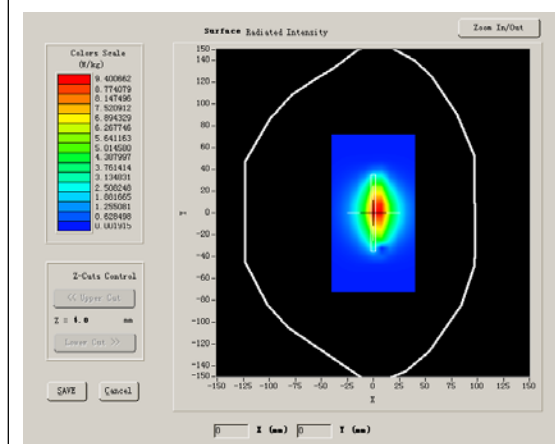 Surface Radiated Intensity
Zoom In/Out
Colors Scale
(W/kg)
9.400662
8.774079
8.147496
7.520912
6.894329
6.267746
5.641163
5.014580
4.387997
3.761414
3.134831
2.508248
1.881665
1.255081
0.628498
0.001915
Z-Cuts Control
<< Upper Cut
Z = 4.0 mm
Lower Cut >>
SAVE Cancel
150
140
120
100
80
60
40
20
0
-20
-40
-60
-80
-100
-120
-140
-150
-150 -125 -100 -75 -50 -25 0 25 50 75 100 125 150
X
0 X (mm) 0 Y (mm)